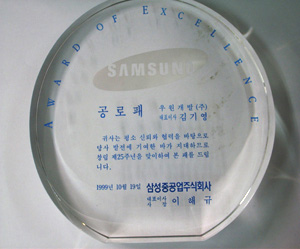 AWARD OF EXCELLENCE
SAMSUNG
공로패
우원개발(주)
대표이사 김기영
귀사는 평소 신뢰와 협력을 바탕으로
당사 발전에 기여한 바가 지대하므로
창립 제25주년을 맞이하여 본 패를 드립
니다.
1999년 10월 19일
삼성중공업주식회사
대표이사
사장 이해규